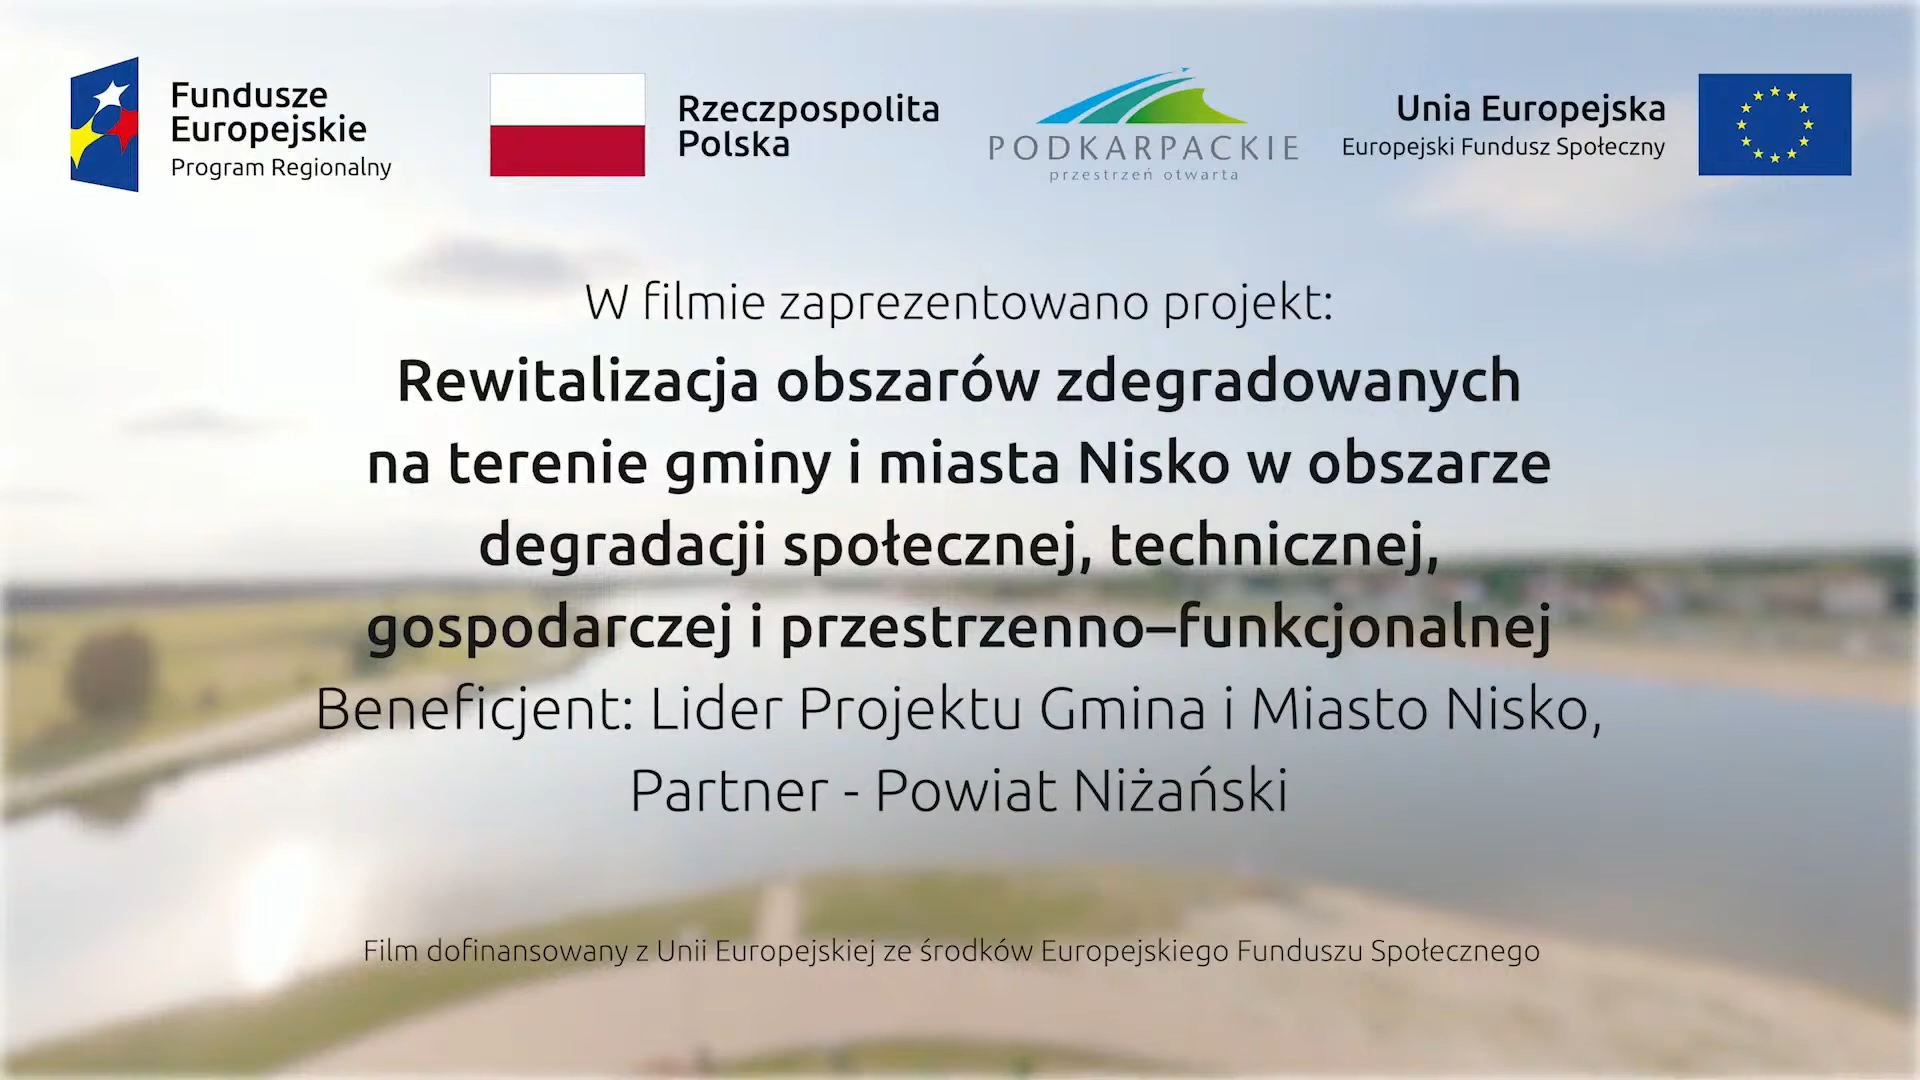 Fundusze
Europejskie
Program Regionalny
Rzeczpospolita
Polska
PODKARPACKIE
przestrzeń otwarta
Unia Europejska
Europejski Fundusz Społeczny
W filmie zaprezentowano projekt:
Rewitalizacja obszarów zdegradowanych
na terenie gminy i miasta Nisko w obszarze
degradacji społecznej, technicznej,
gospodarczej i przestrzenno–funkcjonalnej
Beneficjent: Lider Projektu Gmina i Miasto Nisko,
Partner - Powiat Niżański
Film dofinansowany z Unii Europejskiej ze środków Europejskiego Funduszu Społecznego